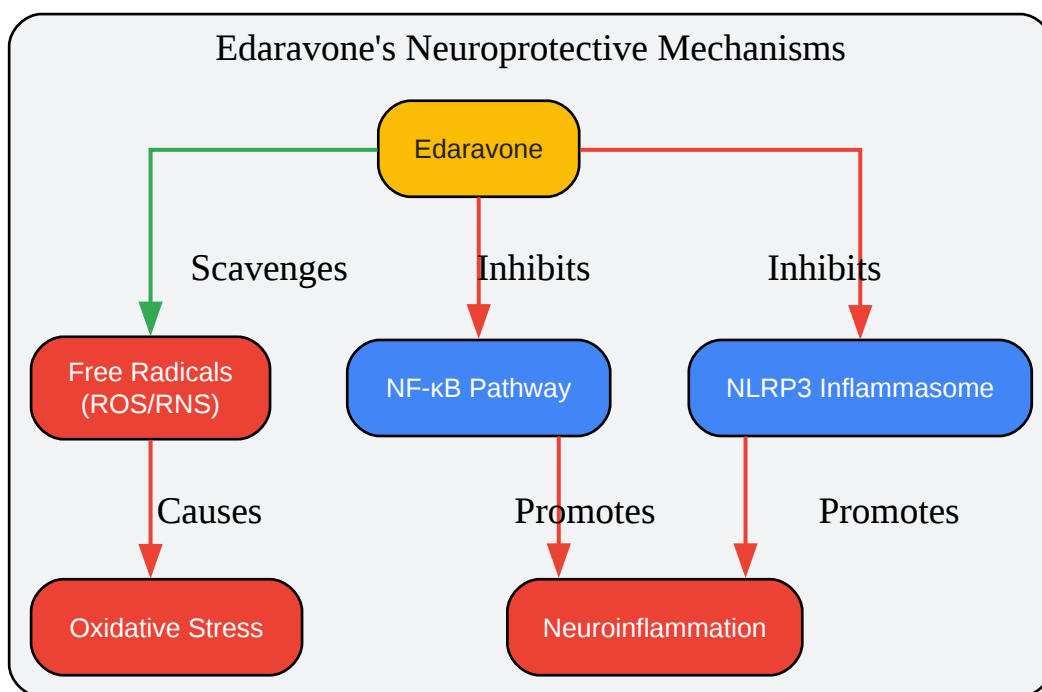 Edaravone's Neuroprotective Mechanisms
Edaravone
Scavenges
Inhibits
Inhibits
Free Radicals
(ROS/RNS)
NF-κB Pathway
NLRP3 Inflammasome
Causes
Promotes
Promotes
Oxidative Stress
Neuroinflammation